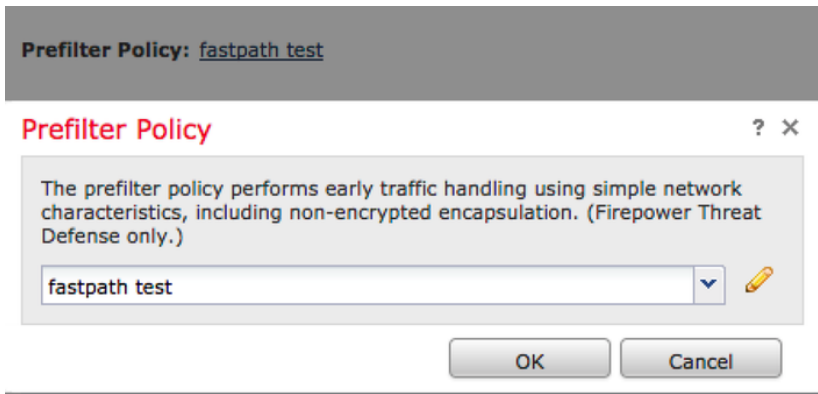 Prefilter Policy: fastpath test
Prefilter Policy ? ×
The prefilter policy performs early traffic handling using simple network
characteristics, including non-encrypted encapsulation. (Firepower Threat
Defense only.)
fastpath test
OK Cancel